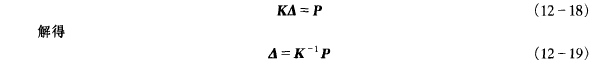 KΔ = P (12-18)
解得
Δ = K⁻¹P (12-19)